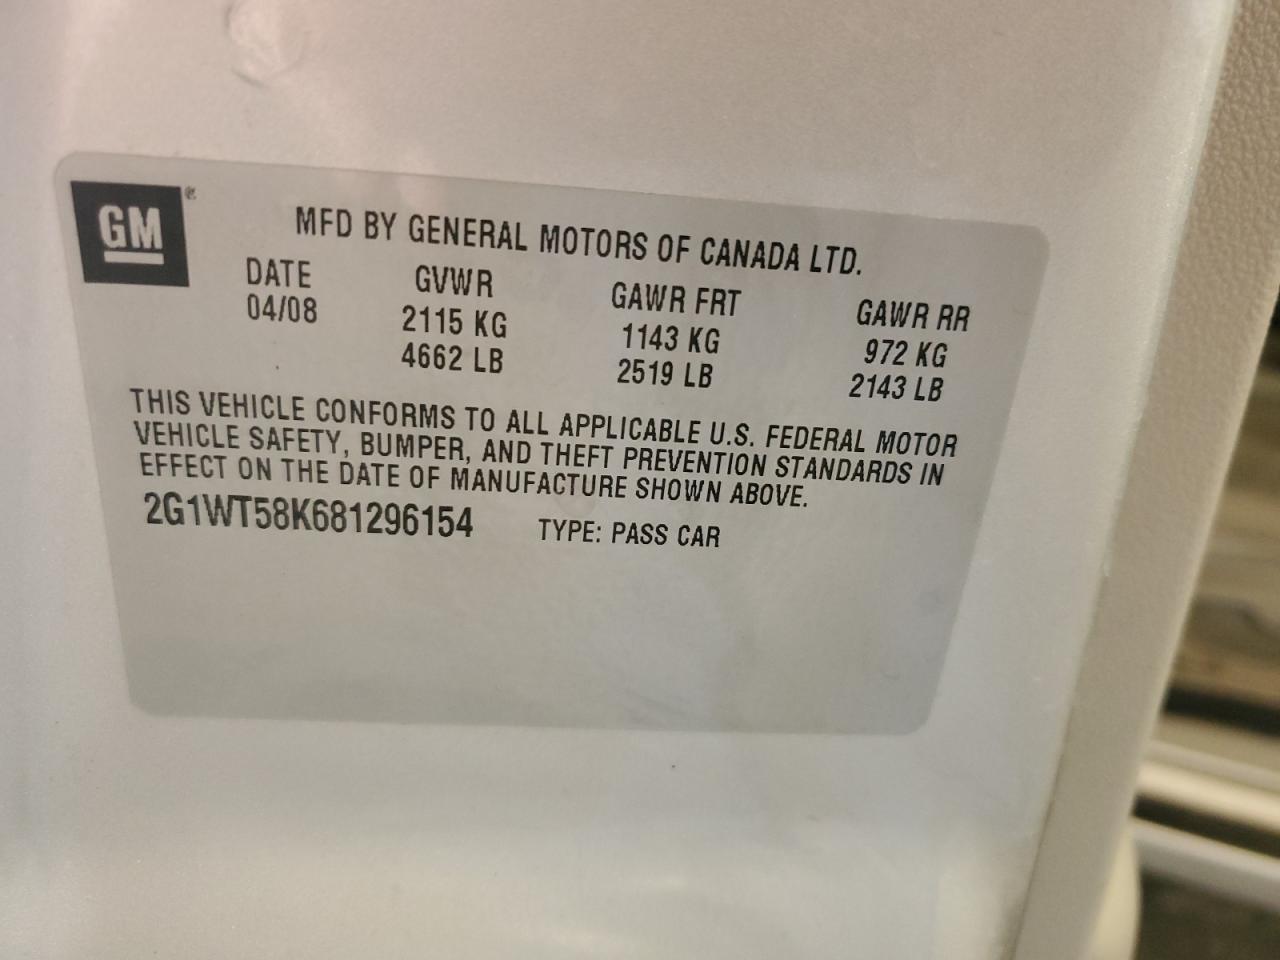 GM®
MFD BY GENERAL MOTORS OF CANADA LTD.
DATE GVWR GAWR FRT GAWR RR
04/08 2115 KG 1143 KG 972 KG
4662 LB 2519 LB 2143 LB
THIS VEHICLE CONFORMS TO ALL APPLICABLE U.S. FEDERAL MOTOR
VEHICLE SAFETY, BUMPER, AND THEFT PREVENTION STANDARDS IN
EFFECT ON THE DATE OF MANUFACTURE SHOWN ABOVE.
2G1WT58K681296154 TYPE: PASS CAR